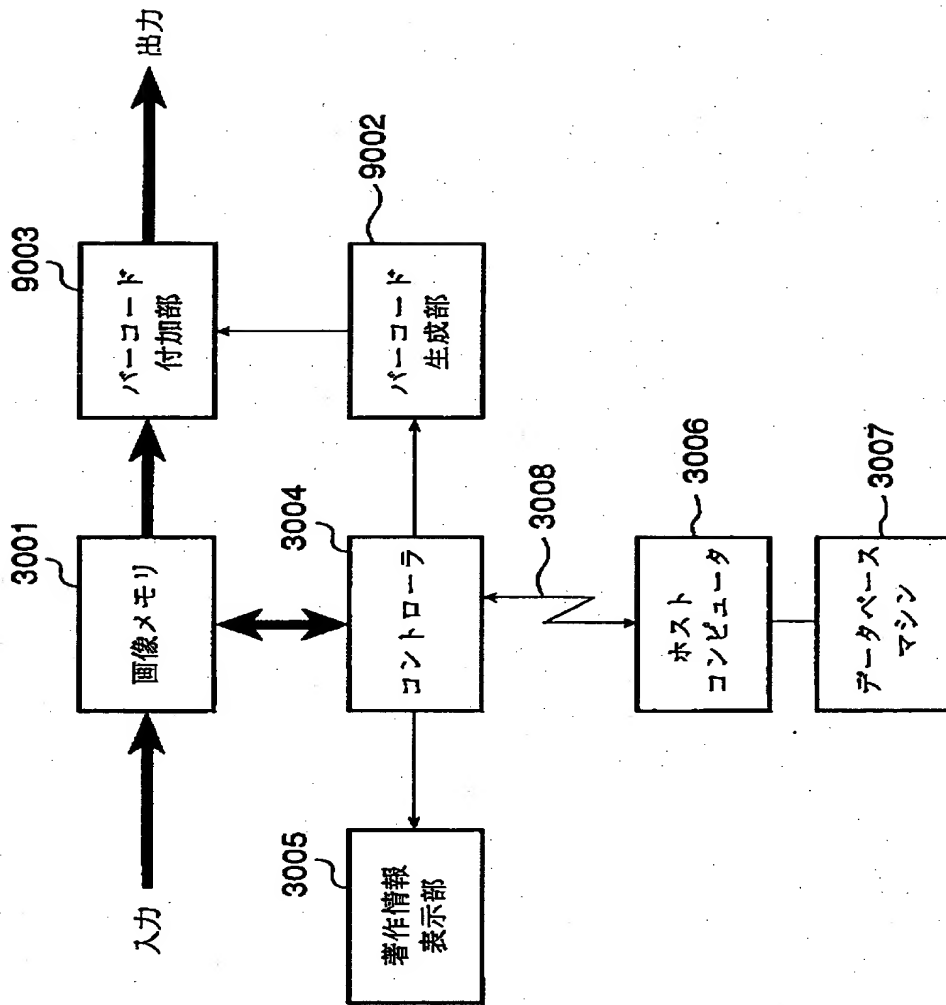 入力
3001
画像メモリ
9003
バーコード
付加部
出力
3005
著作情報
表示部
3004
コントローラ
9002
バーコード
生成部
3008
3006
ホスト
コンピュータ
3007
データベース
マシン